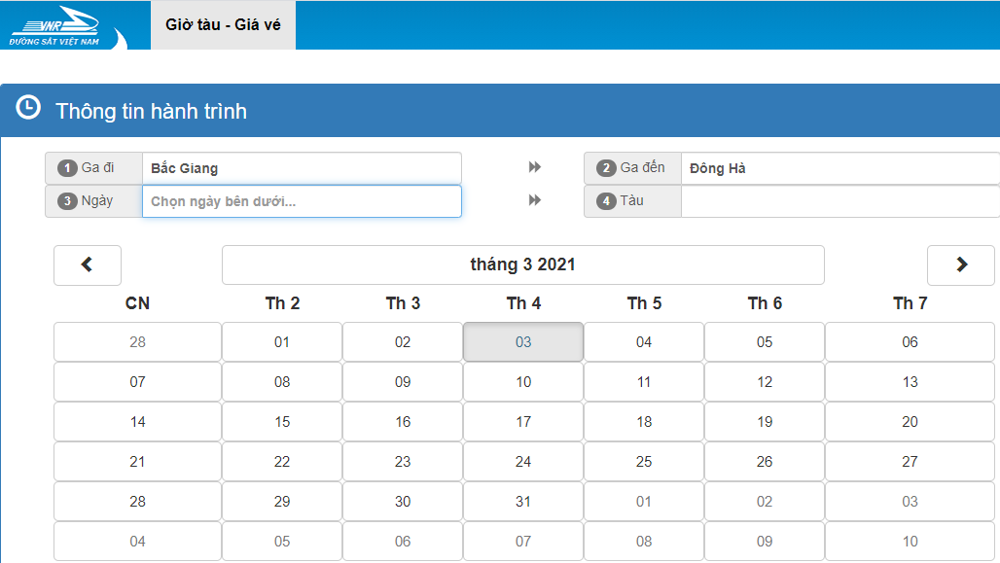 VNR
ĐƯỜNG SẮT VIỆT NAM
Giờ tàu - Giá vé
Thông tin hành trình
1 Ga đi Bắc Giang 2 Ga đến Đông Hà
3 Ngày Chọn ngày bên dưới... 4 Tàu
tháng 3 2021
CN Th 2 Th 3 Th 4 Th 5 Th 6 Th 7
28 01 02 03 04 05 06
07 08 09 10 11 12 13
14 15 16 17 18 19 20
21 22 23 24 25 26 27
28 29 30 31 01 02 03
04 05 06 07 08 09 10